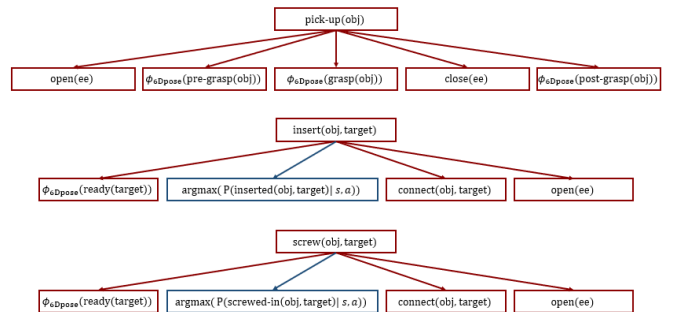 pick-up(obj)
open(ee)
ϕ₆Dpose(pre-grasp(obj))
ϕ₆Dpose(grasp(obj))
close(ee)
ϕ₆Dpose(post-grasp(obj))
insert(obj, target)
ϕ₆Dpose(ready(target))
argmax( P(inserted(obj, target)| s, a))
connect(obj, target)
open(ee)
screw(obj, target)
ϕ₆Dpose(ready(target))
argmax( P(screwed-in(obj, target)| s, a))
connect(obj, target)
open(ee)